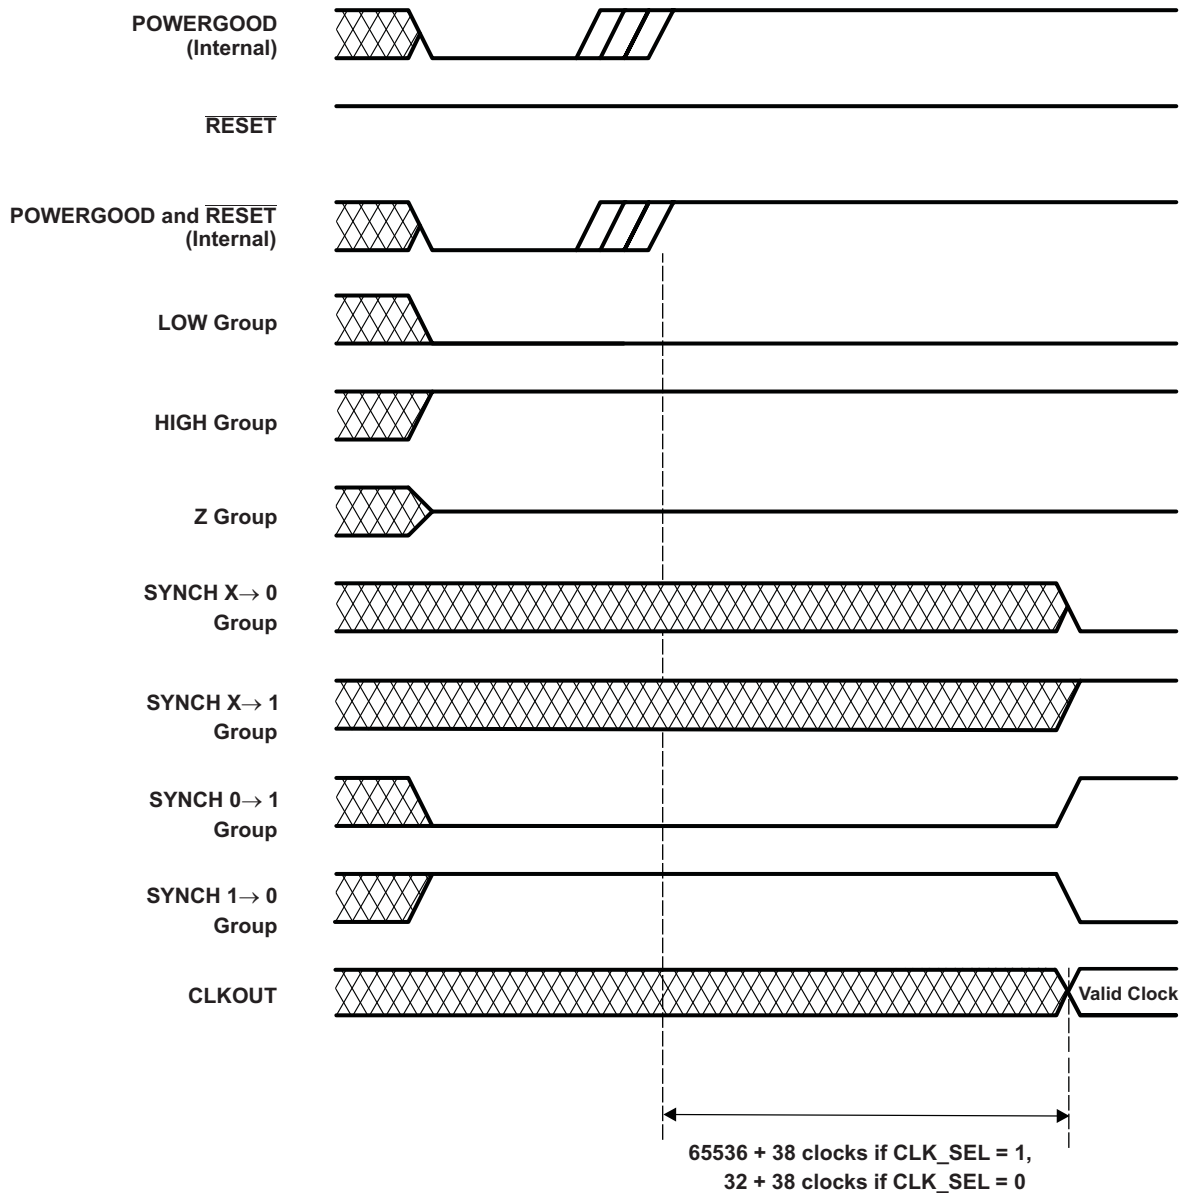 POWERGOOD
(Internal)
RESET
POWERGOOD and RESET
(Internal)
LOW Group
HIGH Group
Z Group
SYNCH X→ 0
Group
SYNCH X→ 1
Group
SYNCH 0→ 1
Group
SYNCH 1→ 0
Group
CLKOUT
Valid Clock
65536 + 38 clocks if CLK_SEL = 1,
32 + 38 clocks if CLK_SEL = 0